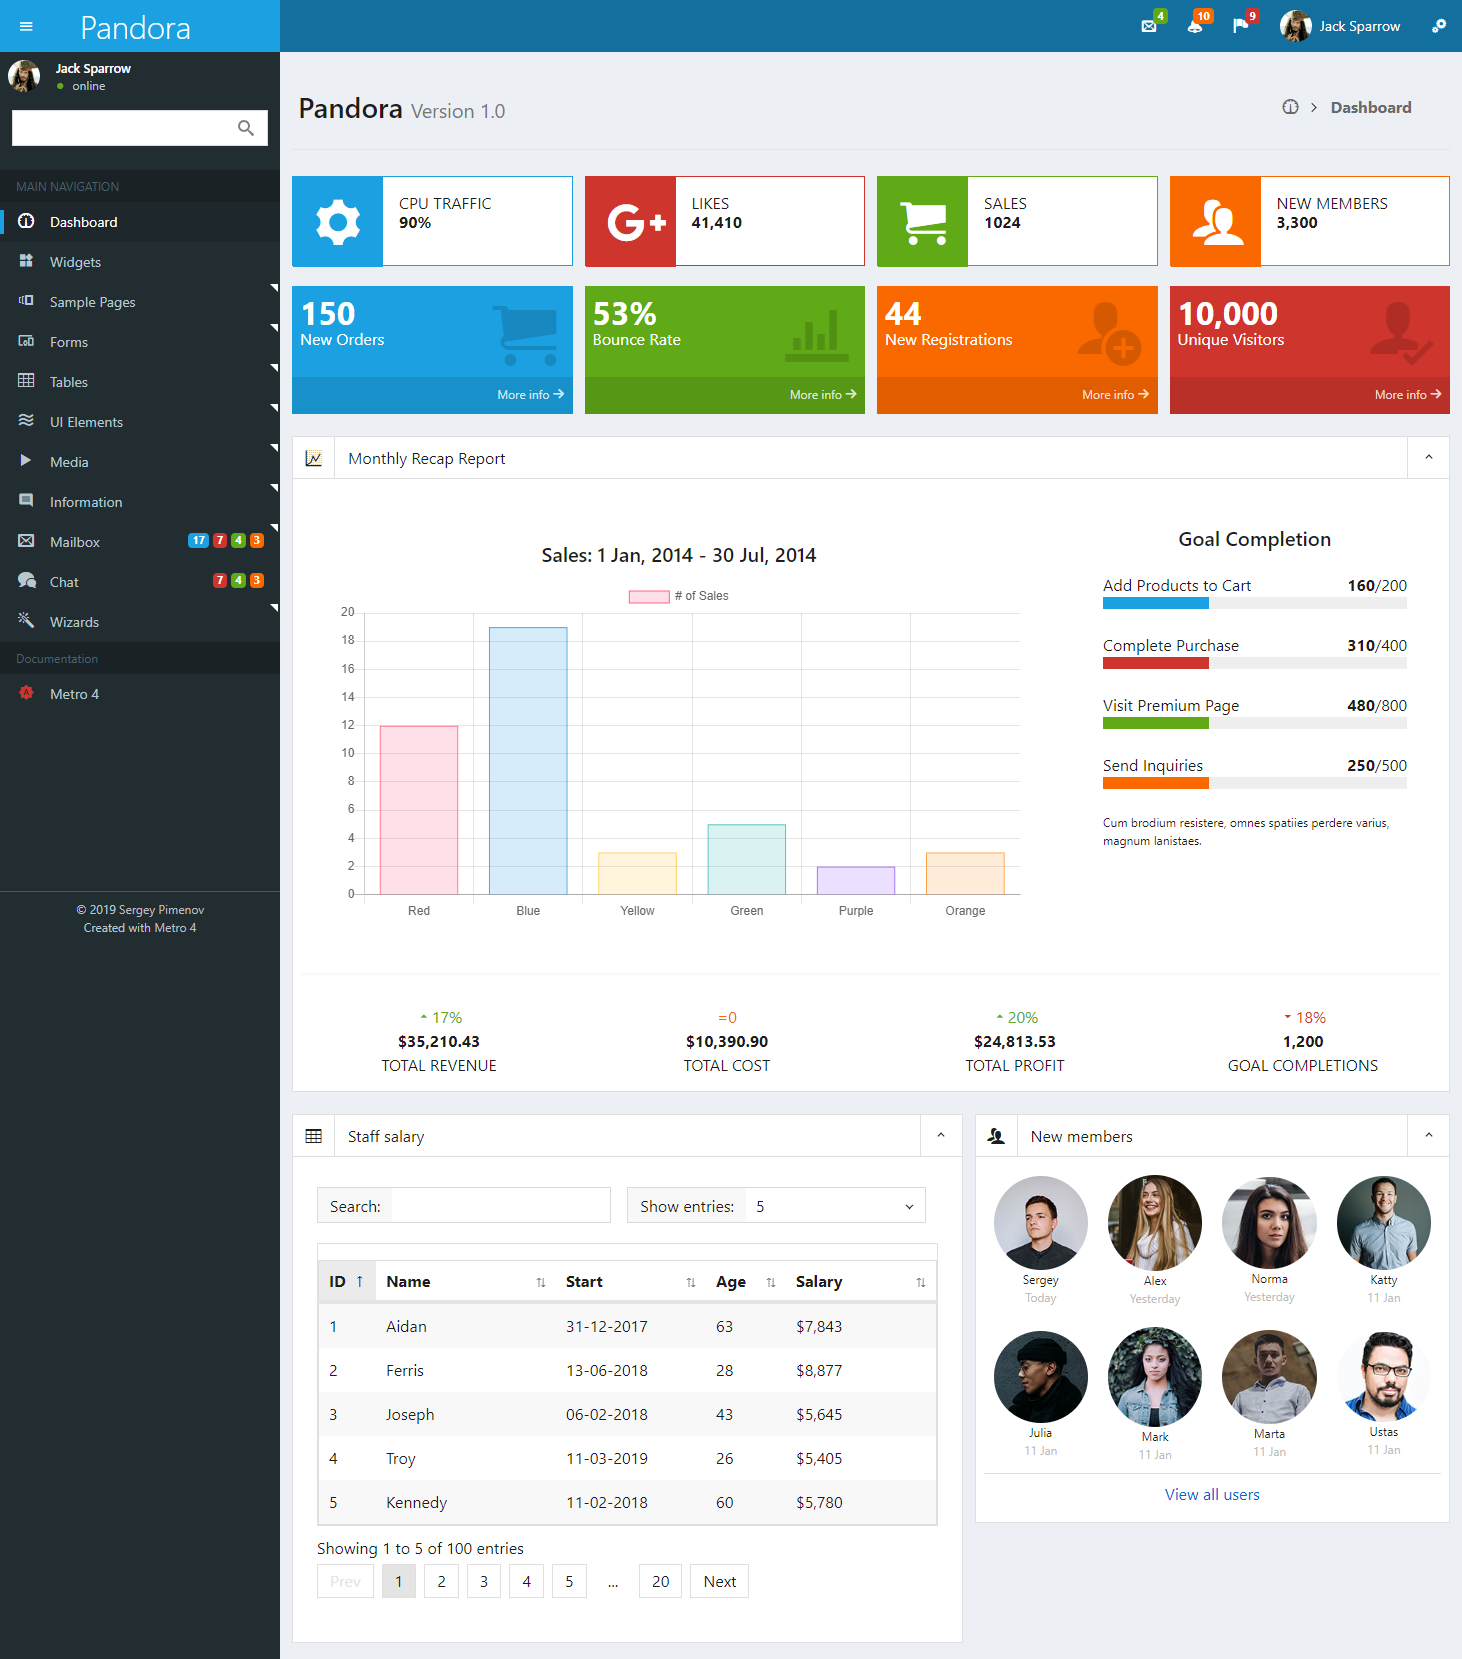 Pandora
4
10
9
Jack Sparrow
Jack Sparrow
online
MAIN NAVIGATION
Dashboard
Widgets
Sample Pages
Forms
Tables
UI Elements
Media
Information
Mailbox 17 7 4 3
Chat 7 4 3
Wizards
Documentation
Metro 4
© 2019 Sergey Pimenov
Created with Metro 4
Pandora Version 1.0
Dashboard
CPU TRAFFIC
90%
LIKES
41,410
SALES
1024
NEW MEMBERS
3,300
150
New Orders
More info
53%
Bounce Rate
More info
44
New Registrations
More info
10,000
Unique Visitors
More info
Monthly Recap Report
Sales: 1 Jan, 2014 - 30 Jul, 2014
# of Sales
20
18
16
14
12
10
8
6
4
2
0
Red Blue Yellow Green Purple Orange
Goal Completion
Add Products to Cart 160/200
Complete Purchase 310/400
Visit Premium Page 480/800
Send Inquiries 250/500
Cum brodium resistere, omnes spatiies perdere varius,
magnum lanistaes.
17%
$35,210.43
TOTAL REVENUE
=0
$10,390.90
TOTAL COST
20%
$24,813.53
TOTAL PROFIT
18%
1,200
GOAL COMPLETIONS
Staff salary
Search:
Show entries: 5
ID Name Start Age Salary
1 Aidan 31-12-2017 63 $7,843
2 Ferris 13-06-2018 28 $8,877
3 Joseph 06-02-2018 43 $5,645
4 Troy 11-03-2019 26 $5,405
5 Kennedy 11-02-2018 60 $5,780
Showing 1 to 5 of 100 entries
Prev 1 2 3 4 5 ... 20 Next
New members
Sergey
Today
Alex
Yesterday
Norma
Yesterday
Katty
11 Jan
Julia
11 Jan
Mark
11 Jan
Marta
11 Jan
Ustas
11 Jan
View all users